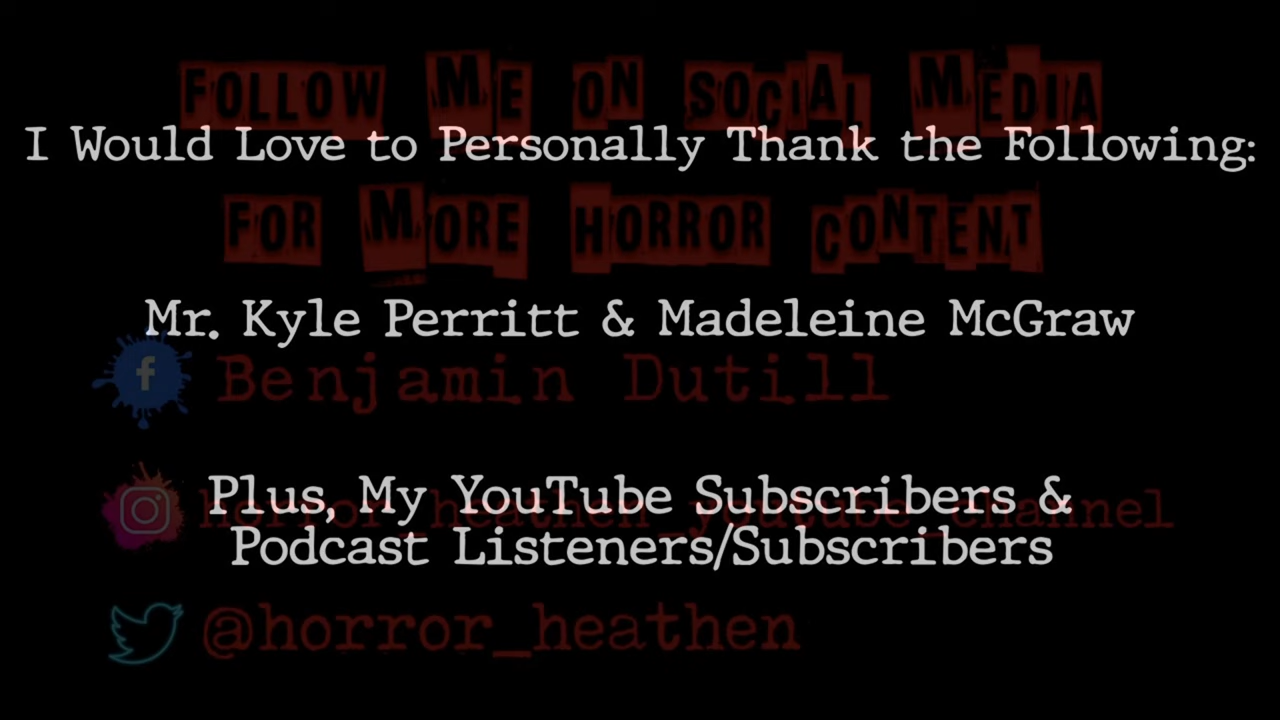 FOLLOW ME ON SOCIAL MEDIA
I Would Love to Personally Thank the Following:
FOR MORE HORROR CONTENT
Mr. Kyle Perritt & Madeleine McGraw
f Benjamin Dutill
Plus, My YouTube Subscribers &
horror_heathen_youtube_channel
Podcast Listeners/Subscribers
@horror_heathen